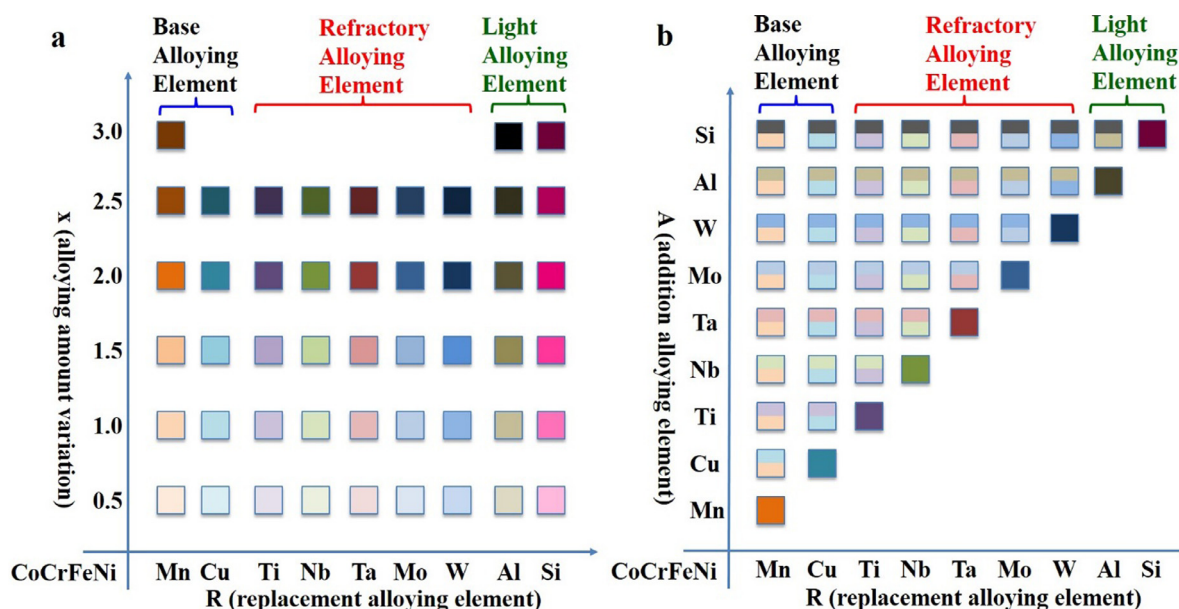 a
Base
Alloying
Element
Refractory
Alloying
Element
Light
Alloying
Element
x (alloying amount variation)
3.0
2.5
2.0
1.5
1.0
0.5
CoCrFeNi
Mn Cu Ti Nb Ta Mo W Al Si
R (replacement alloying element)
b
Base
Alloying
Element
Refractory
Alloying
Element
Light
Alloying
Element
A (addition alloying element)
Si
Al
W
Mo
Ta
Nb
Ti
Cu
Mn
CoCrFeNi
Mn Cu Ti Nb Ta Mo W Al Si
R (replacement alloying element)